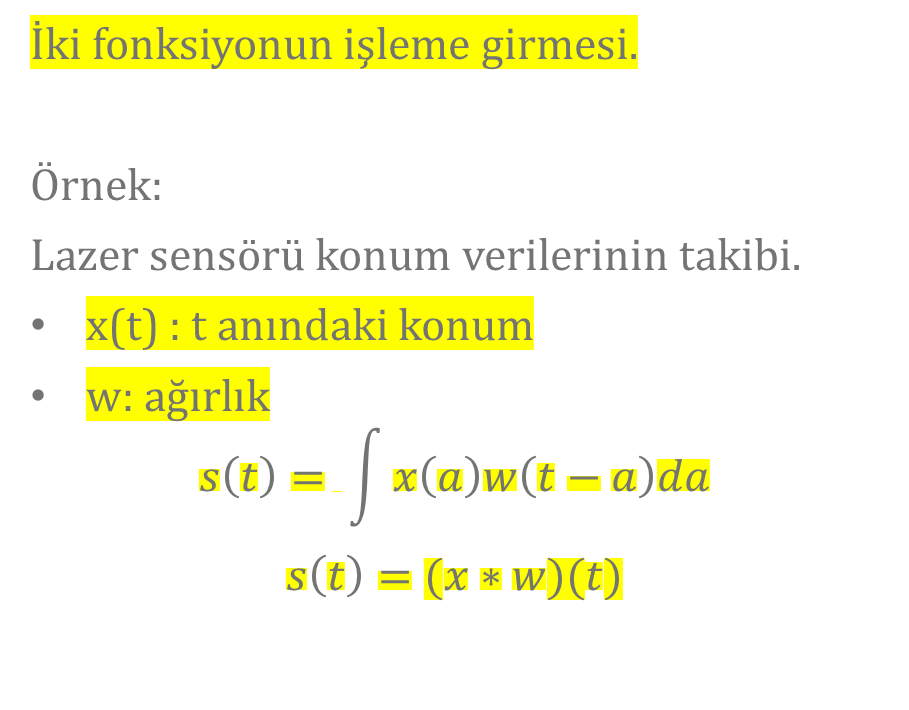 İki fonksiyonun işleme girmesi.
Örnek:
Lazer sensörü konum verilerinin takibi.
• x(t) : t anındaki konum
• w: ağırlık
s(t) = ∫ x(a)w(t − a)da
s(t) = (x ∗ w)(t)